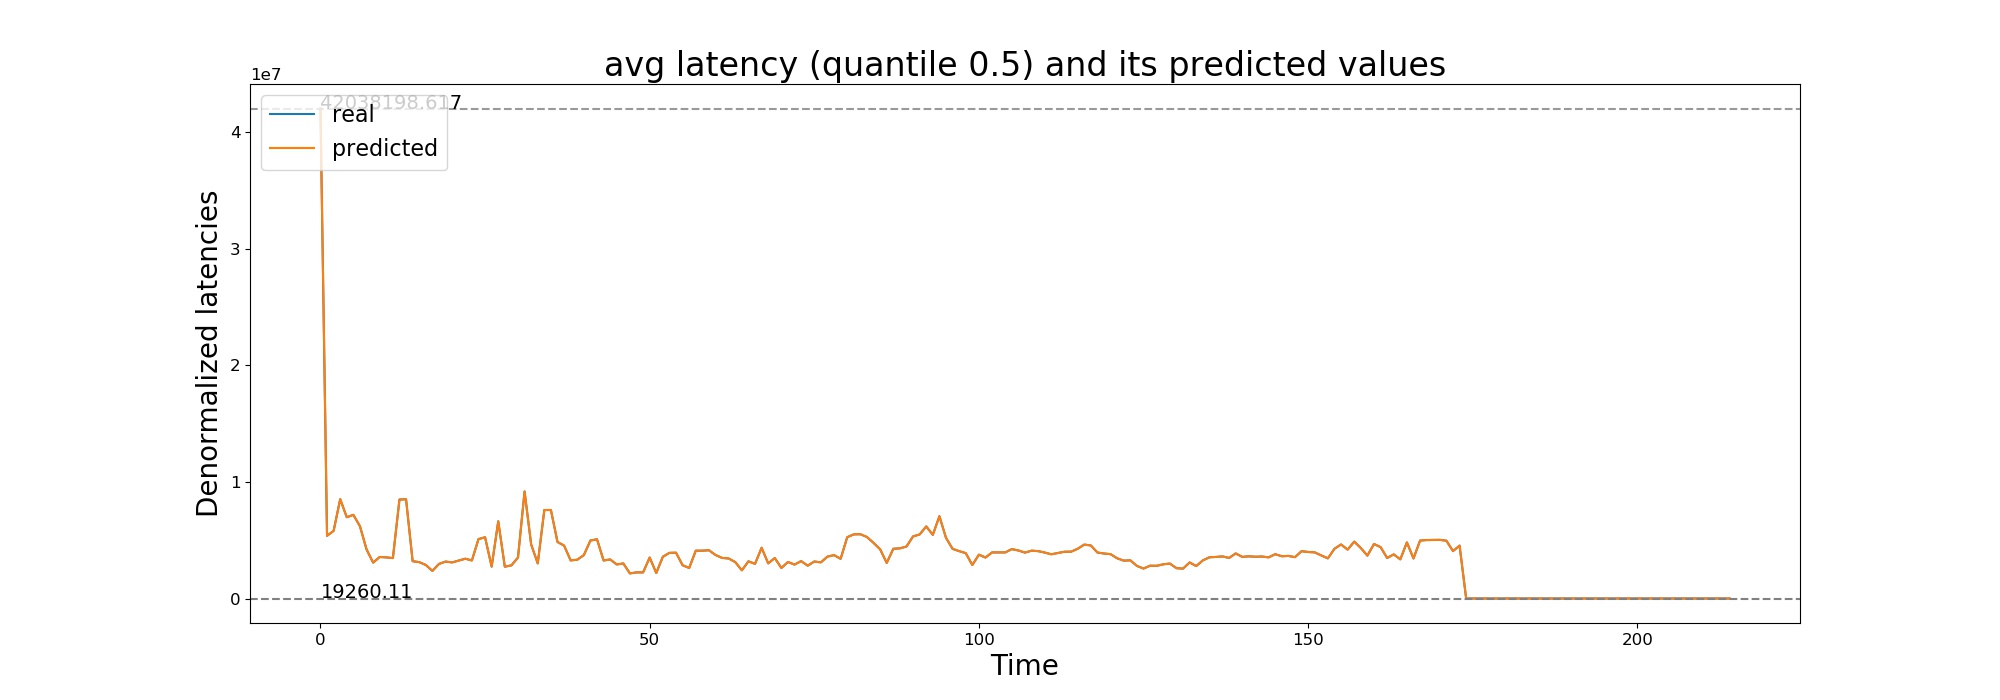 avg latency (quantile 0.5) and its predicted values
1e7
42038198.617
real
predicted
4
3
2
1
0
Denormalized latencies
19260.11
0 50 100 150 200
Time